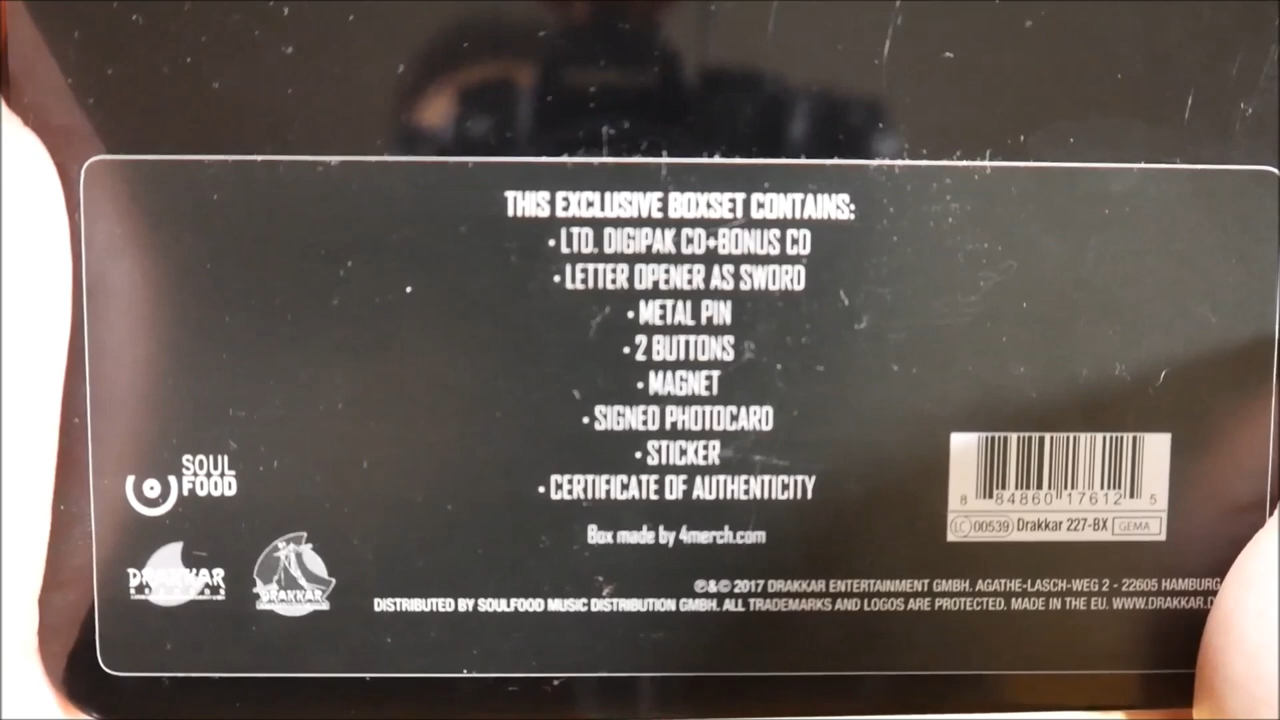 THIS EXCLUSIVE BOXSET CONTAINS:
• LTD. DIGIPAK CD+BONUS CD
• LETTER OPENER AS SWORD
• METAL PIN
• 2 BUTTONS
• MAGNET
• SIGNED PHOTOCARD
• STICKER
• CERTIFICATE OF AUTHENTICITY
Box made by 4merch.com
SOUL
FOOD
DRAKKAR
RECORDS
DRAKKAR
8 84860 17612 5
LC 00539 Drakkar 227-BX GEMA
℗&© 2017 DRAKKAR ENTERTAINMENT GMBH. AGATHE-LASCH-WEG 2 - 22605 HAMBURG
DISTRIBUTED BY SOULFOOD MUSIC DISTRIBUTION GMBH. ALL TRADEMARKS AND LOGOS ARE PROTECTED. MADE IN THE EU. WWW.DRAKKAR.D